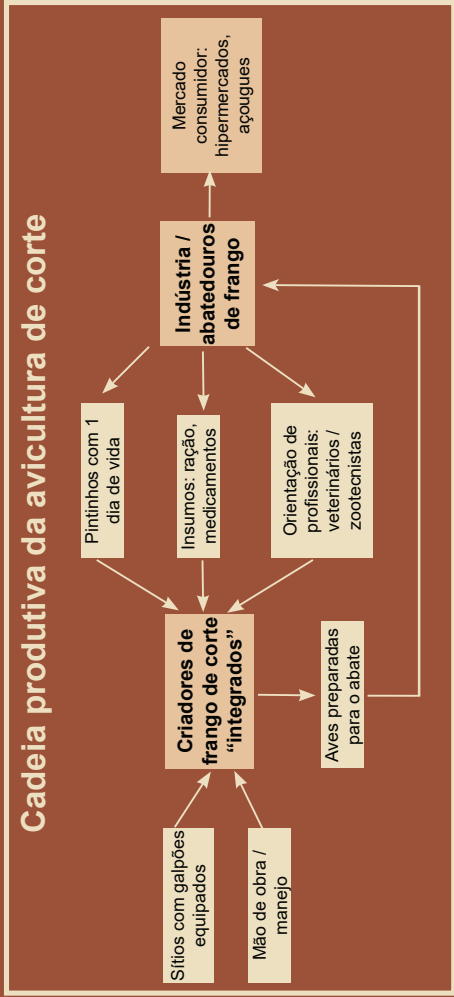 Cadeia produtiva da avicultura de corte
Sítios com galpões
equipados
Mão de obra /
manejo
Criadores de
frango de corte
“integrados”
Aves preparadas
para o abate
Pintinhos com 1
dia de vida
Insumos: ração,
medicamentos
Orientação de
profissionais:
veterinários /
zootecnistas
Indústria /
abatedouros
de frango
Mercado
consumidor:
hipermercados,
açougues